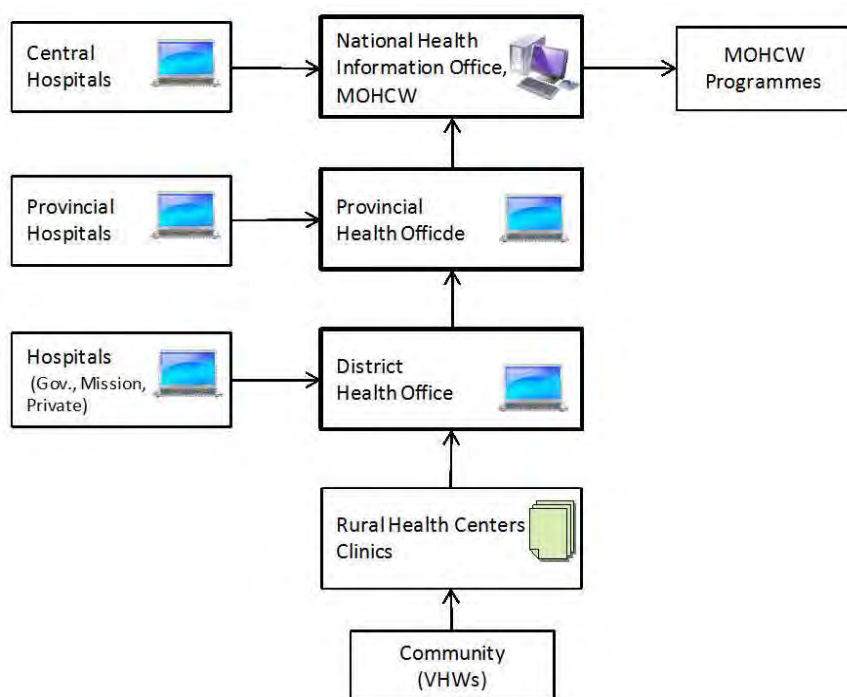 Central
Hospitals
National Health
Information Office,
MOHCW
MOHCW
Programmes
Provincial
Hospitals
Provincial
Health Officde
Hospitals
(Gov., Mission,
Private)
District
Health Office
Rural Health Centers
Clinics
Community
(VHWs)